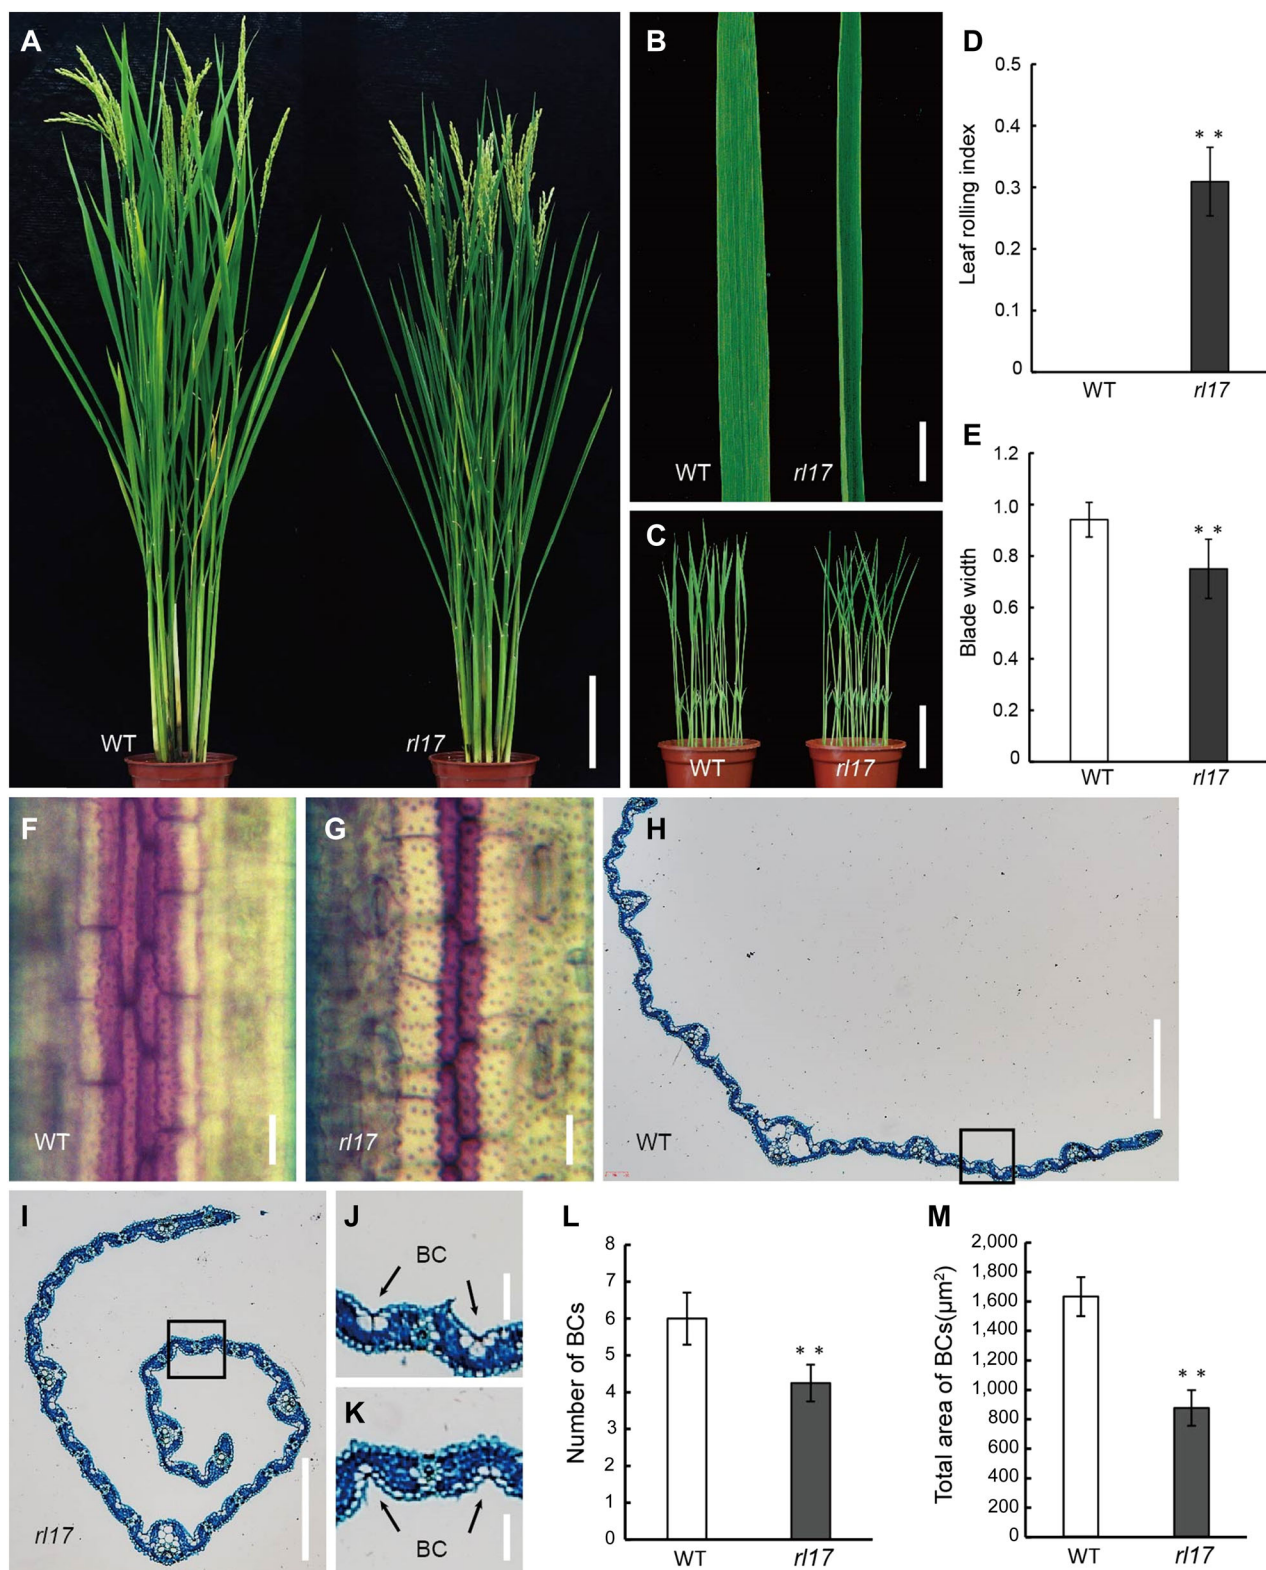 A
WT
rl17
B
WT
rl17
C
WT
rl17
D
Leaf rolling index
0.5
0.4
0.3
0.2
0.1
0
* *
WT
rl17
E
Blade width
1.2
1.0
0.8
0.6
0.4
0.2
0
* *
WT
rl17
F
WT
G
rl17
H
WT
I
rl17
J
BC
K
BC
L
Number of BCs
8
7
6
5
4
3
2
1
0
* *
WT
rl17
M
Total area of BCs(µm²)
2,000
1,800
1,600
1,400
1,200
1,000
800
600
400
200
0
* *
WT
rl17